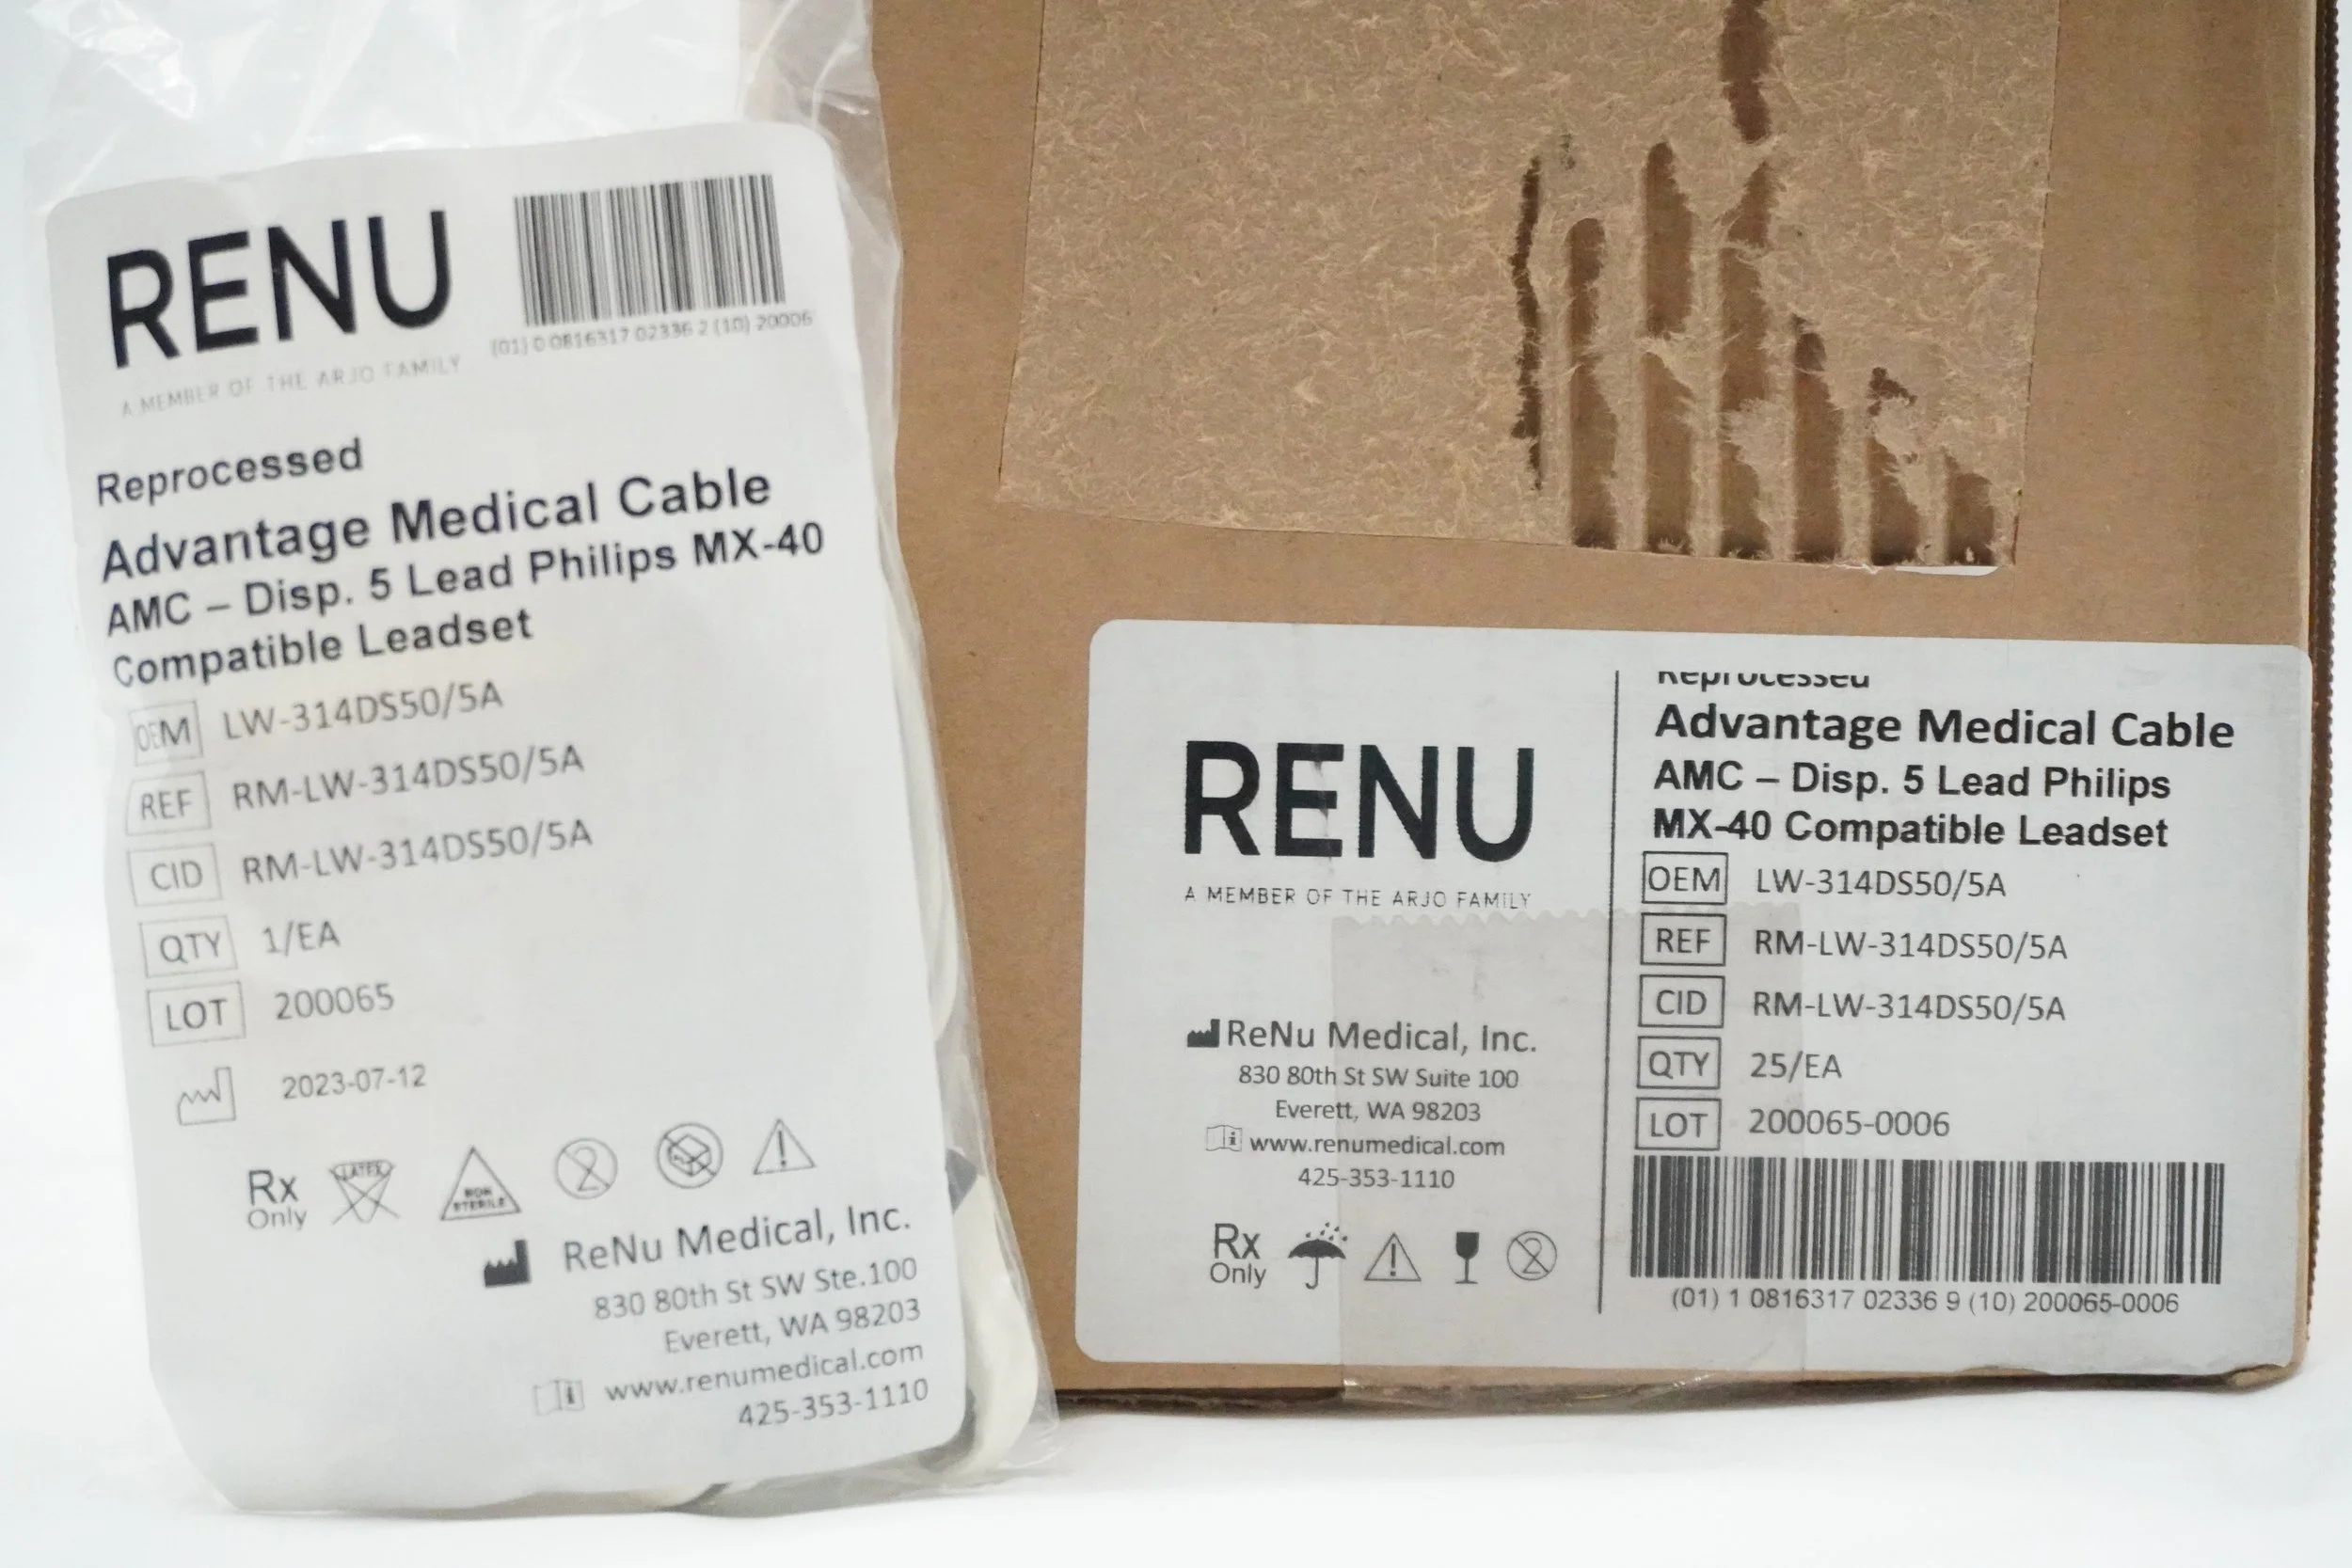 RENU
A MEMBER OF THE ARJO FAMILY
(01) 0 0816317 02336 2 (10) 20006
Reprocessed
Advantage Medical Cable
AMC – Disp. 5 Lead Philips MX-40
Compatible Leadset
OEM LW-314DS50/5A
REF RM-LW-314DS50/5A
CID RM-LW-314DS50/5A
QTY 1/EA
LOT 200065
2023-07-12
Rx Only
LATEX
NON STERILE
2
ReNu Medical, Inc.
830 80th St SW Ste.100
Everett, WA 98203
i www.renumedical.com
425-353-1110
RENU
A MEMBER OF THE ARJO FAMILY
ReNu Medical, Inc.
830 80th St SW Suite 100
Everett, WA 98203
i www.renumedical.com
425-353-1110
Rx Only
2
Reprocessed
Advantage Medical Cable
AMC – Disp. 5 Lead Philips
MX-40 Compatible Leadset
OEM LW-314DS50/5A
REF RM-LW-314DS50/5A
CID RM-LW-314DS50/5A
QTY 25/EA
LOT 200065-0006
(01) 1 0816317 02336 9 (10) 200065-0006